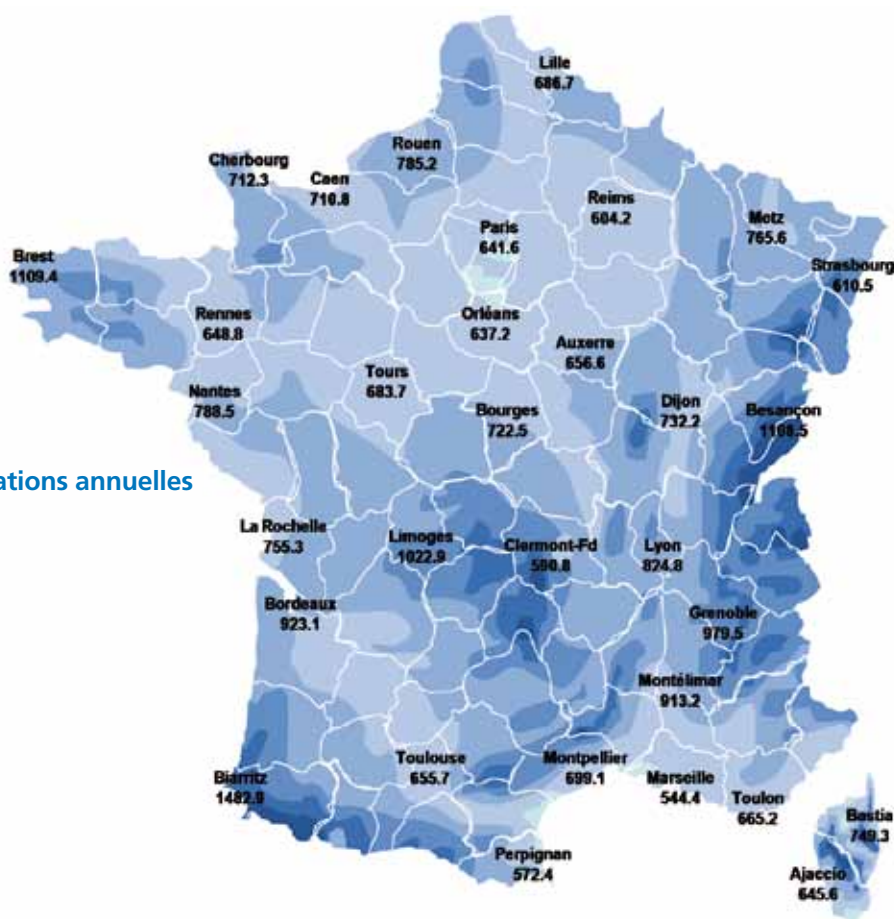 Lille
686.7
Rouen
785.2
Cherbourg
712.3
Caen
710.8
Reims
604.2
Metz
765.6
Paris
641.6
Brest
1109.4
Strasbourg
610.5
Rennes
648.8
Orléans
637.2
Auxerre
656.6
Tours
683.7
Nantes
788.5
Bourges
722.5
Dijon
732.2
Besançon
1108.5
ations annuelles
La Rochelle
755.3
Limoges
1022.9
Clermont-Fd
590.8
Lyon
824.8
Bordeaux
923.1
Grenoble
979.5
Montélimar
913.2
Toulouse
655.7
Montpellier
699.1
Biarritz
1482.9
Marseille
544.4
Toulon
665.2
Bastia
749.3
Perpignan
572.4
Ajaccio
645.6